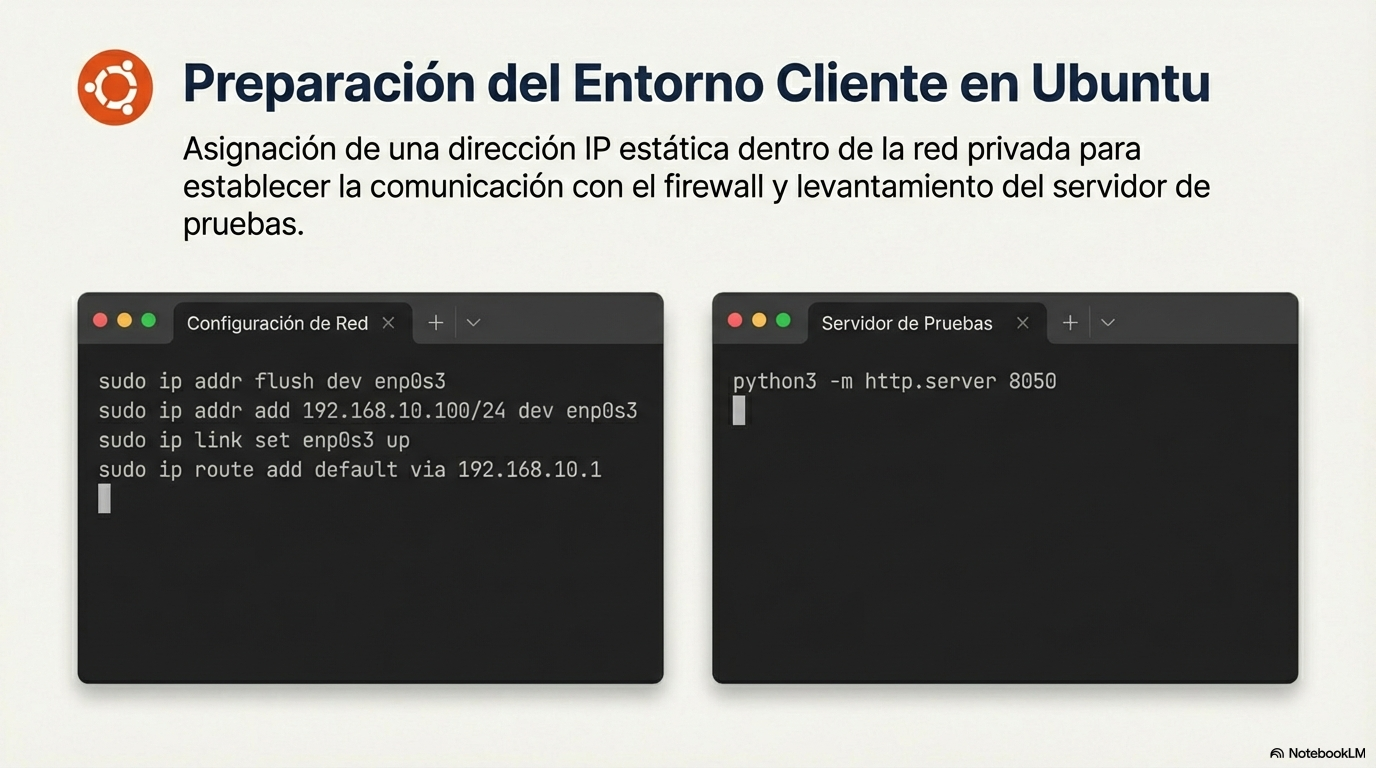 Preparación del Entorno Cliente en Ubuntu
Asignación de una dirección IP estática dentro de la red privada para
establecer la comunicación con el firewall y levantamiento del servidor de
pruebas.
Configuración de Red
sudo ip addr flush dev enp0s3
sudo ip addr add 192.168.10.100/24 dev enp0s3
sudo ip link set enp0s3 up
sudo ip route add default via 192.168.10.1
Servidor de Pruebas
python3 -m http.server 8050
NotebookLM